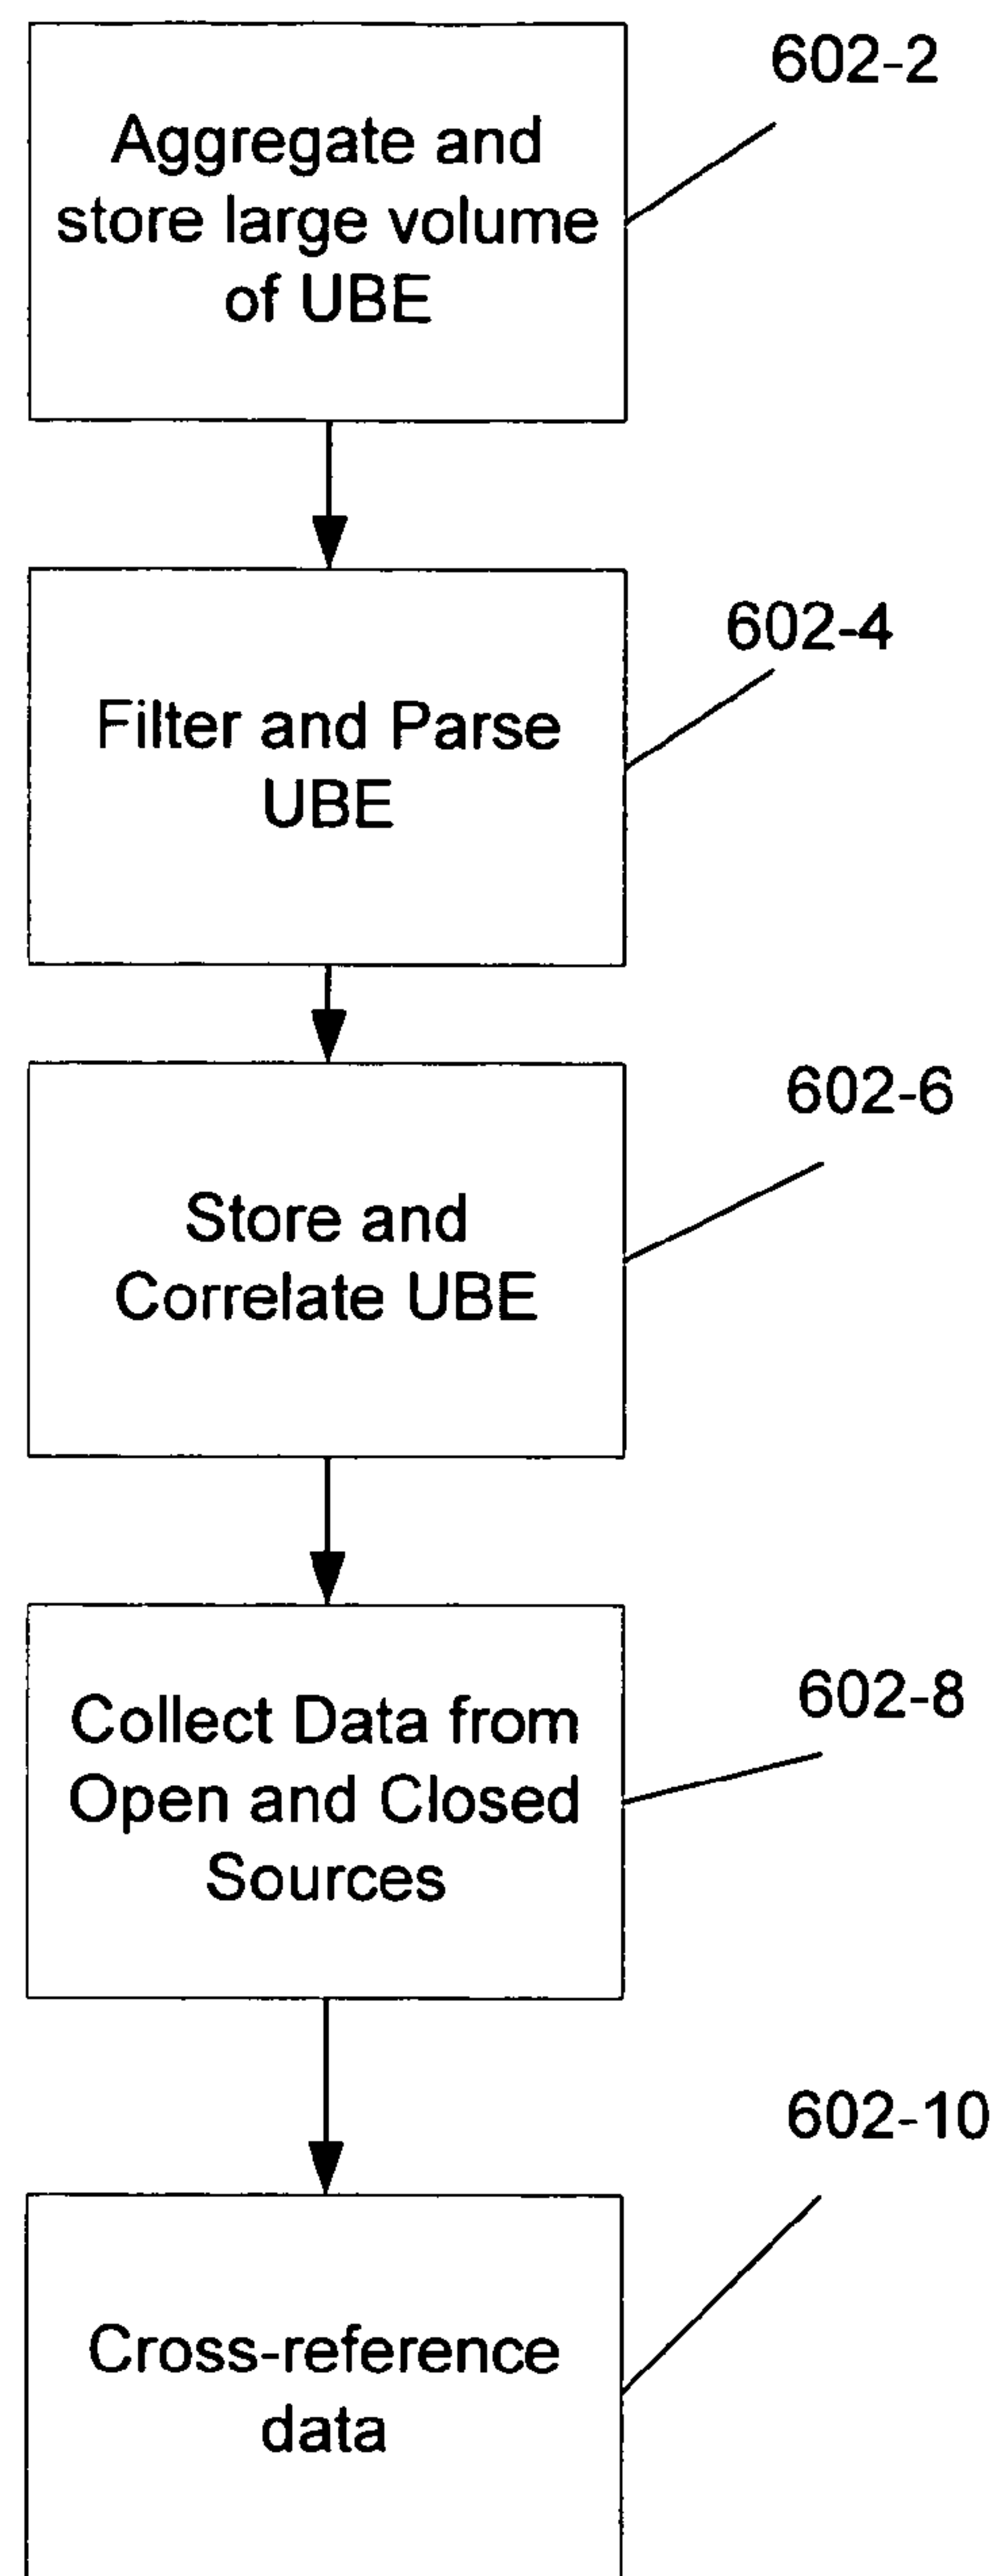 602-2
Aggregate and
store large volume
of UBE
602-4
Filter and Parse
UBE
602-6
Store and
Correlate UBE
602-8
Collect Data from
Open and Closed
Sources
602-10
Cross-reference
data